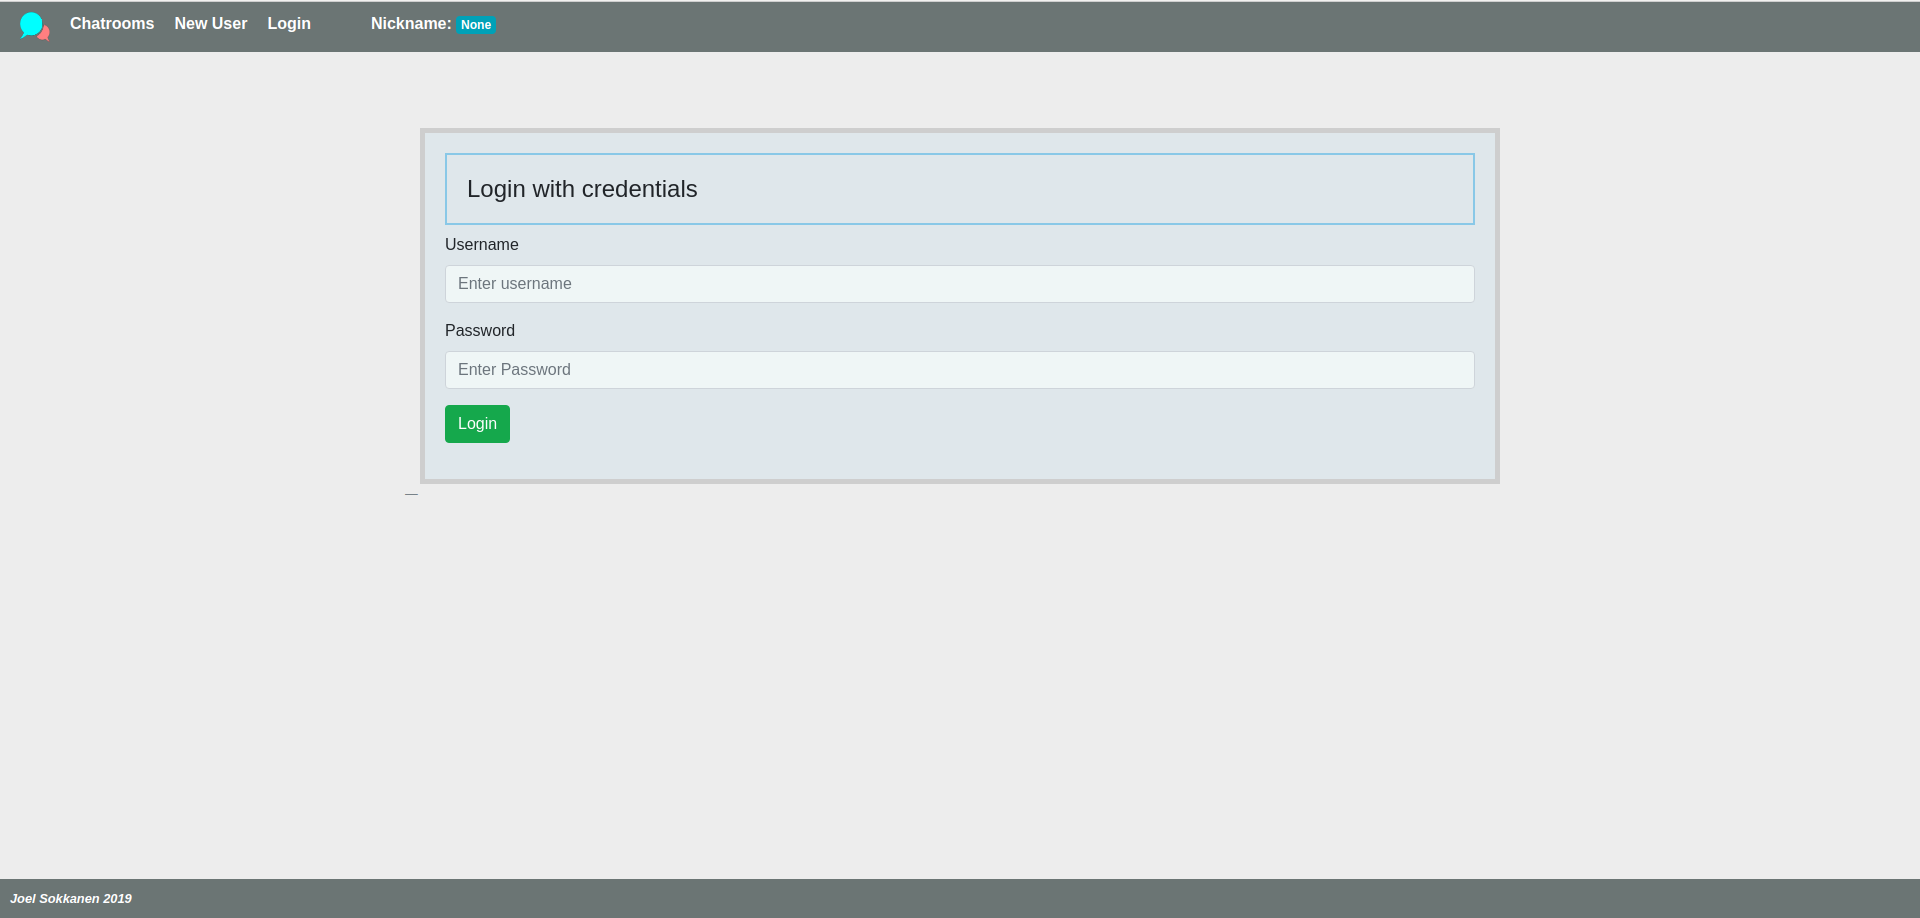 Chatrooms New User Login Nickname: None
Login with credentials
Username
Enter username
Password
Enter Password
Login
Joel Sokkanen 2019